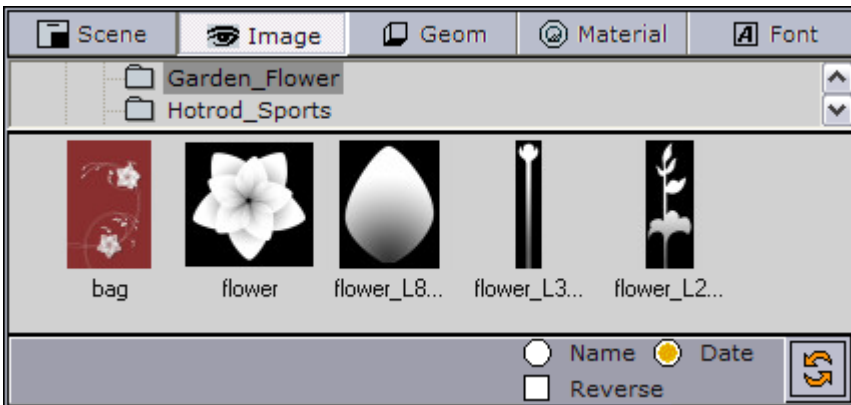 Scene Image Geom Material Font
Garden_Flower
Hotrod_Sports
bag flower flower_L8... flower_L3... flower_L2...
Name Date
Reverse